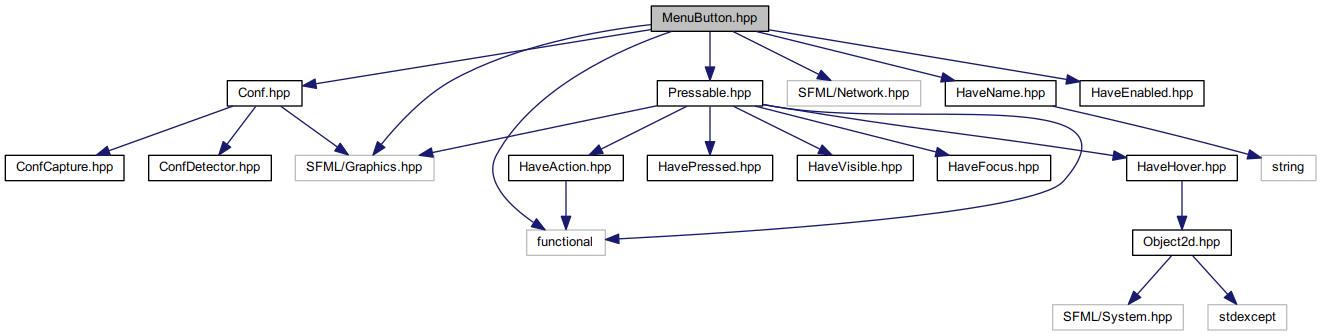 MenuButton.hpp
Conf.hpp
Pressable.hpp
SFML/Network.hpp
HaveName.hpp
HaveEnabled.hpp
ConfCapture.hpp
ConfDetector.hpp
SFML/Graphics.hpp
HaveAction.hpp
HavePressed.hpp
HaveVisible.hpp
HaveFocus.hpp
HaveHover.hpp
string
functional
Object2d.hpp
SFML/System.hpp
stdexcept